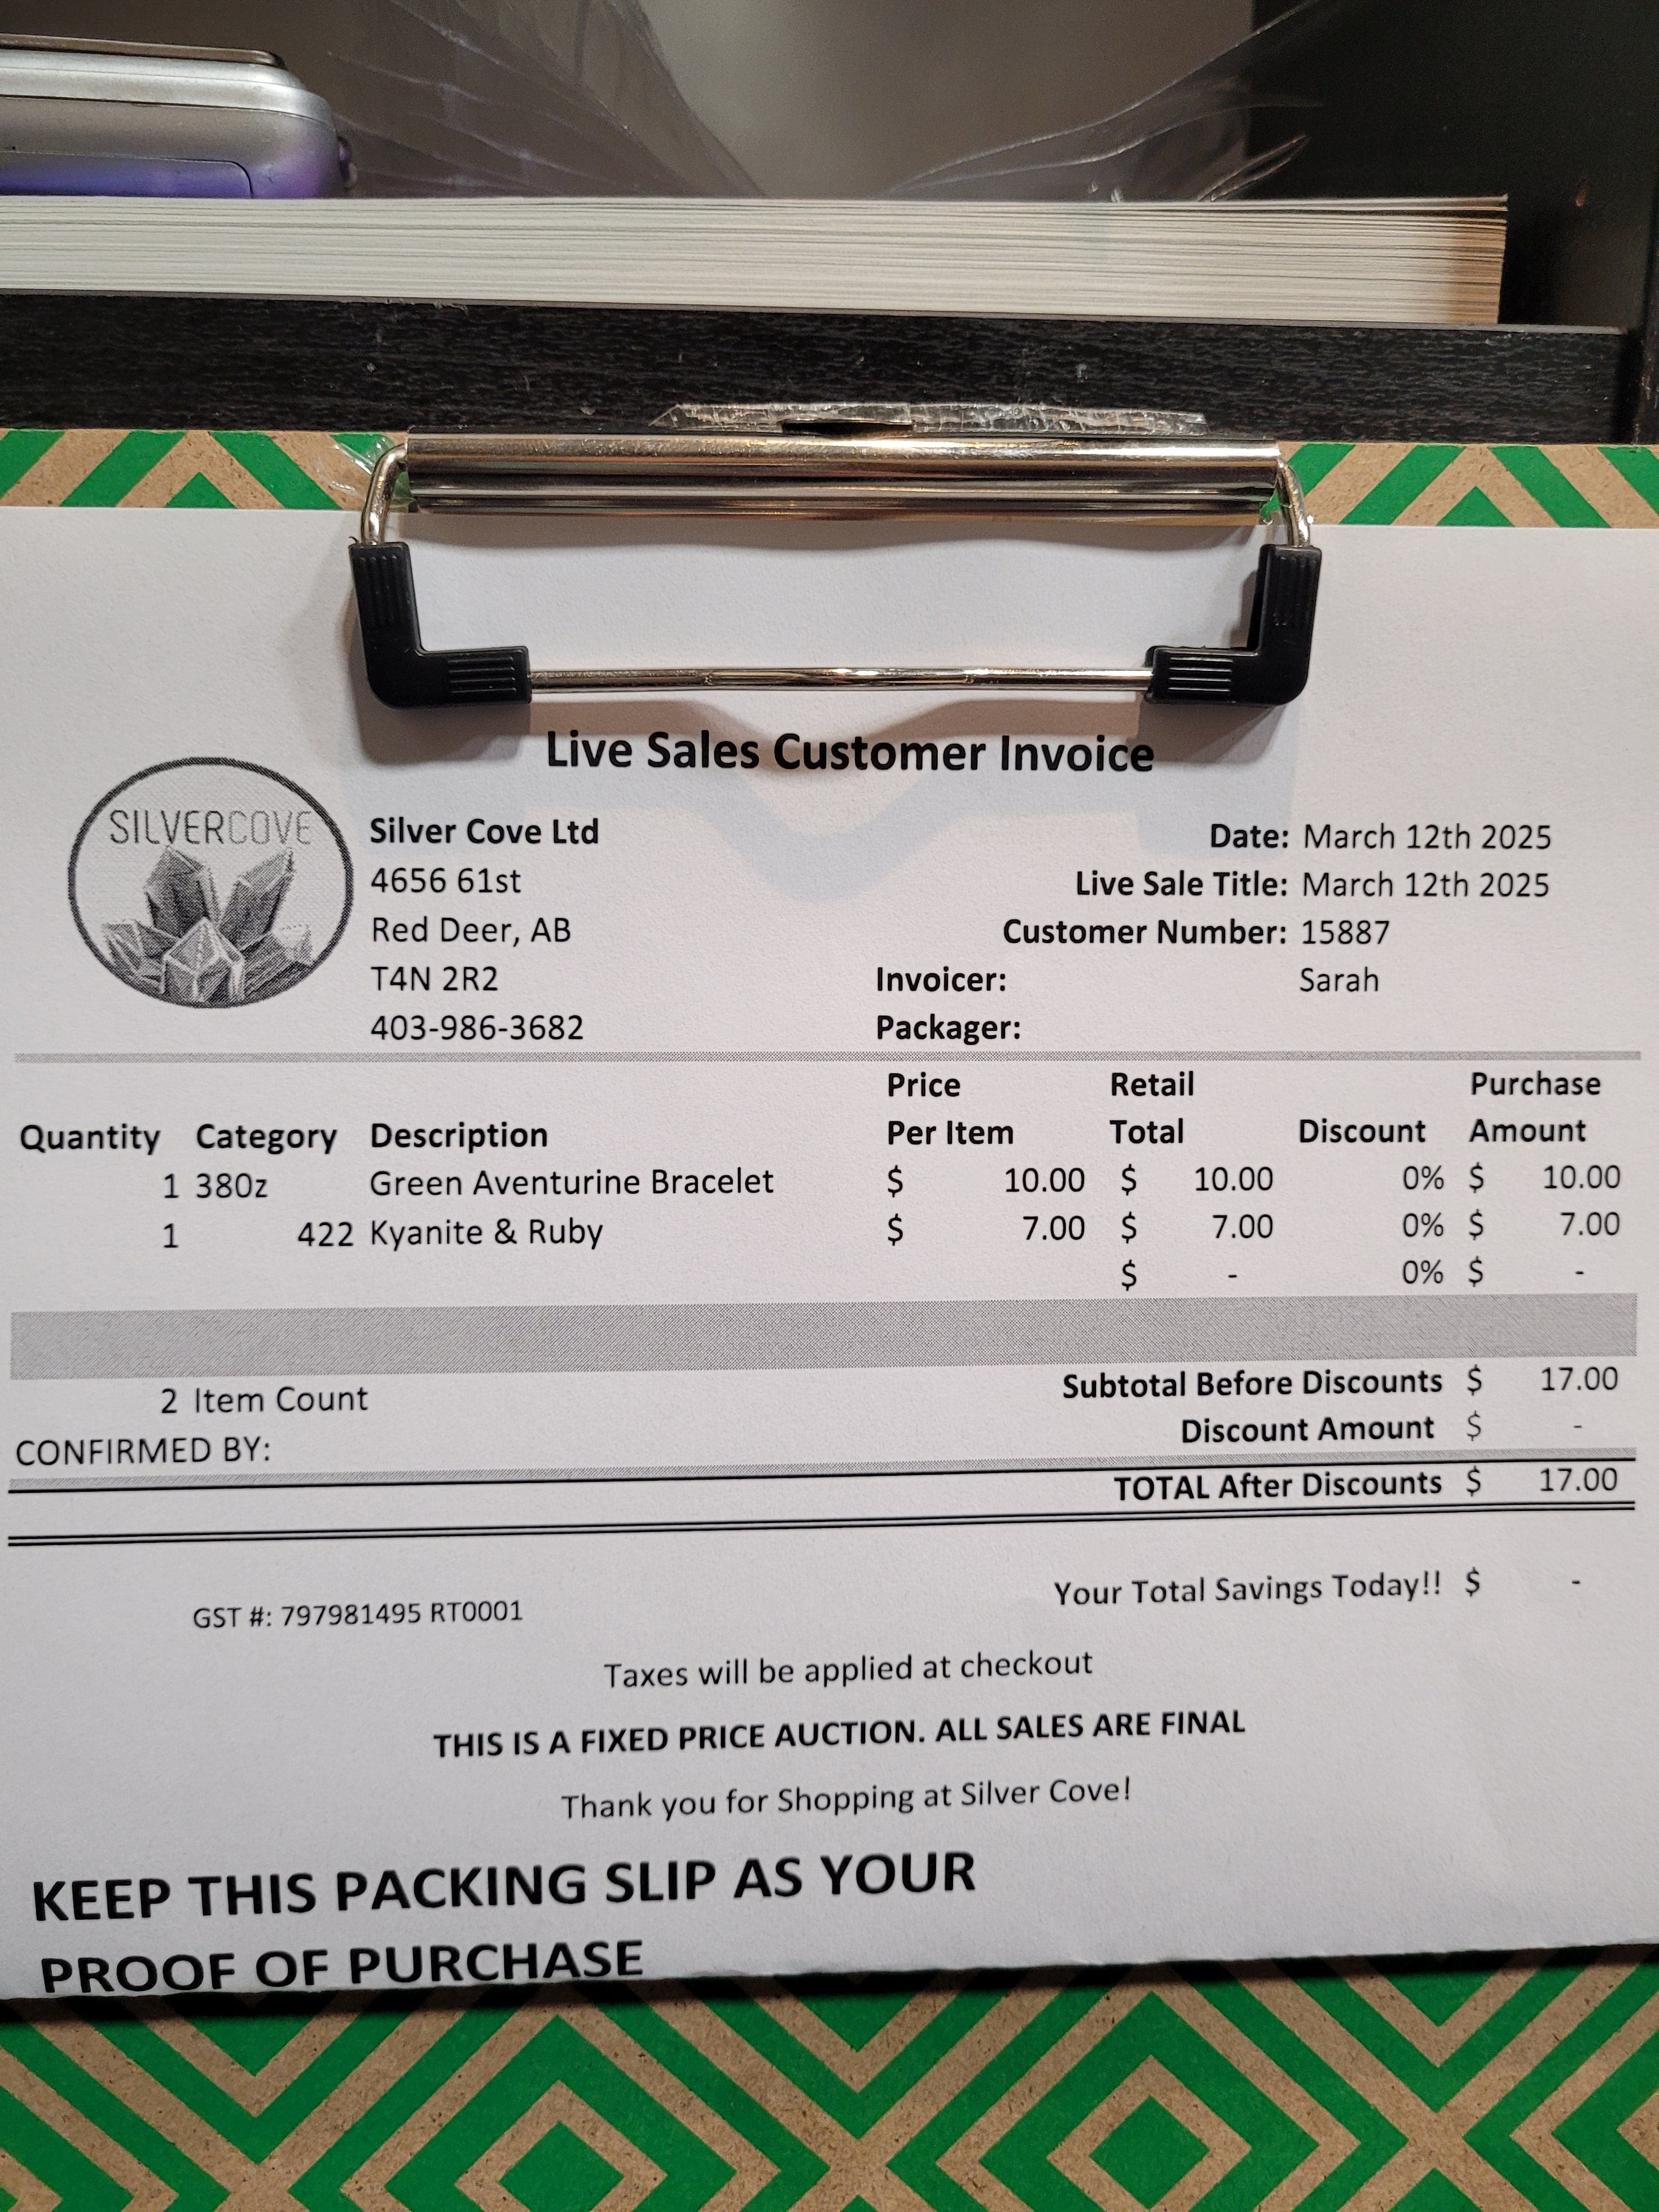 Live Sales Customer Invoice
SILVERCOVE
Silver Cove Ltd
4656 61st
Red Deer, AB
T4N 2R2
403-986-3682
Date: March 12th 2025
Live Sale Title: March 12th 2025
Customer Number: 15887
Invoicer: Sarah
Packager:
Quantity Category Description Price Per Item Retail Total Discount Purchase Amount
1 380z Green Aventurine Bracelet $ 10.00 $ 10.00 0% $ 10.00
1 422 Kyanite & Ruby $ 7.00 $ 7.00 0% $ 7.00
$ - 0% $ -
2 Item Count Subtotal Before Discounts $ 17.00
Discount Amount $ -
CONFIRMED BY:
TOTAL After Discounts $ 17.00
Your Total Savings Today!! $ -
GST #: 797981495 RT0001
Taxes will be applied at checkout
THIS IS A FIXED PRICE AUCTION. ALL SALES ARE FINAL
Thank you for Shopping at Silver Cove!
KEEP THIS PACKING SLIP AS YOUR
PROOF OF PURCHASE